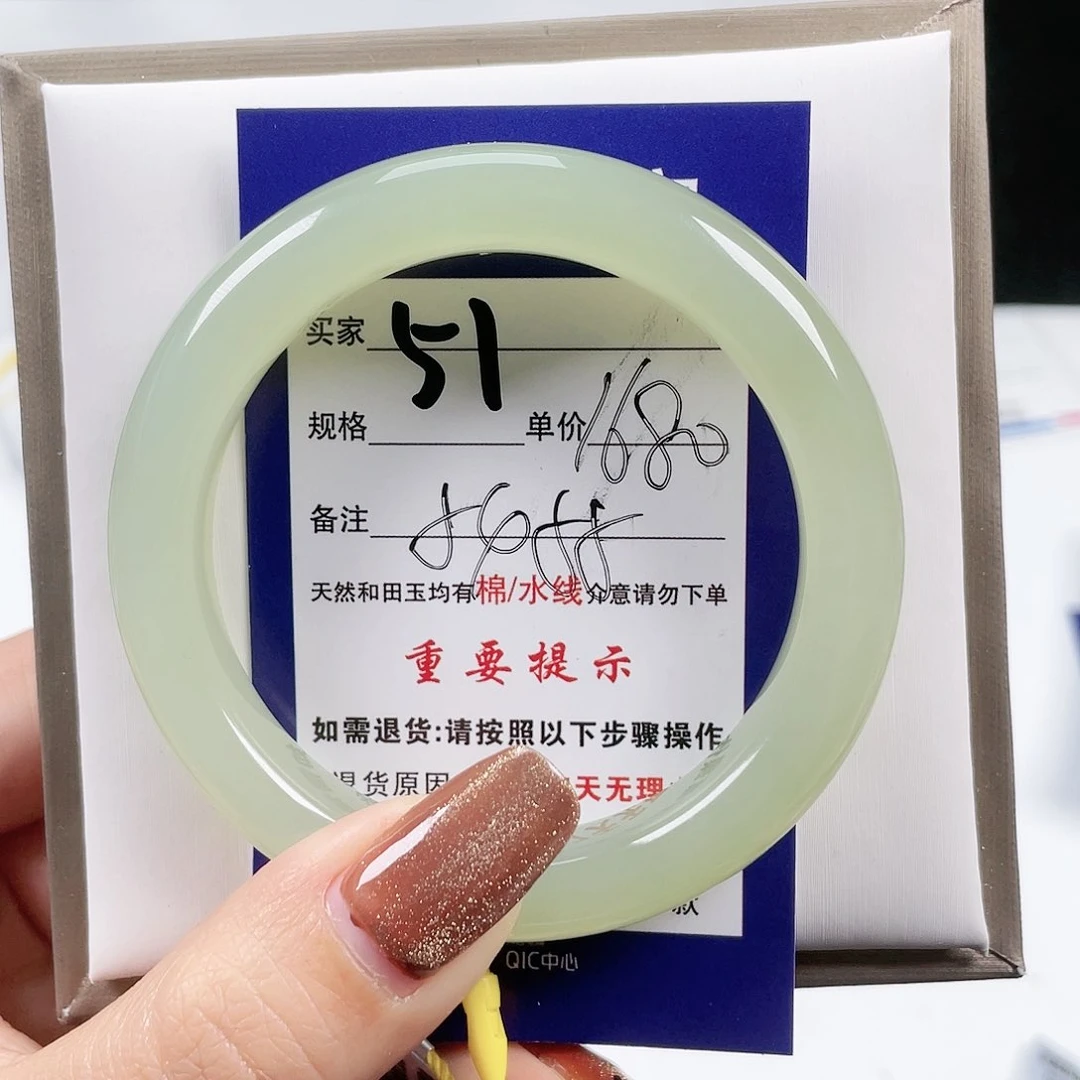 买家 51
规格 单价 1680
备注
天然和田玉均有棉/水线介意请勿下单
重要提示
如需退货:请按照以下步骤操作
退货原因 天无理
款
QIC中心